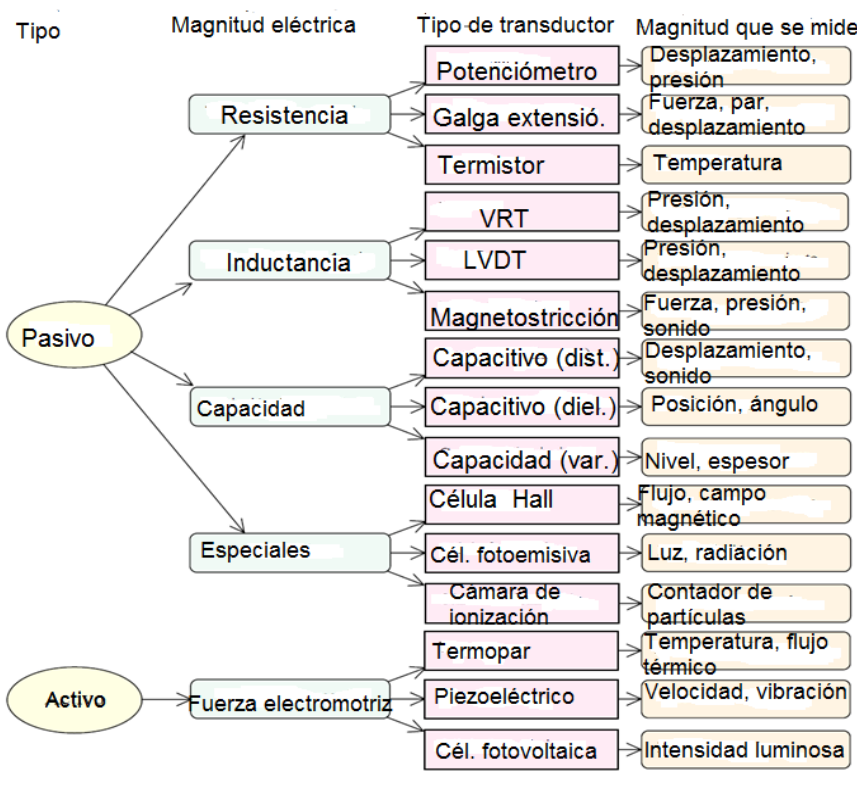 Tipo
Magnitud eléctrica
Tipo de transductor
Magnitud que se mide
Pasivo
Resistencia
Potenciómetro
Desplazamiento,
presión
Galga extensió.
Fuerza, par,
desplazamiento
Termistor
Temperatura
Inductancia
VRT
Presión,
desplazamiento
LVDT
Presión,
desplazamiento
Magnetostricción
Fuerza, presión,
sonido
Capacidad
Capacitivo (dist.)
Desplazamiento,
sonido
Capacitivo (diel.)
Posición, ángulo
Capacidad (var.)
Nivel, espesor
Especiales
Célula Hall
Flujo, campo
magnético
Cél. fotoemisiva
Luz, radiación
Cámara de
ionización
Contador de
partículas
Activo
Fuerza electromotriz
Termopar
Temperatura, flujo
térmico
Piezoeléctrico
Velocidad, vibración
Cél. fotovoltaica
Intensidad luminosa